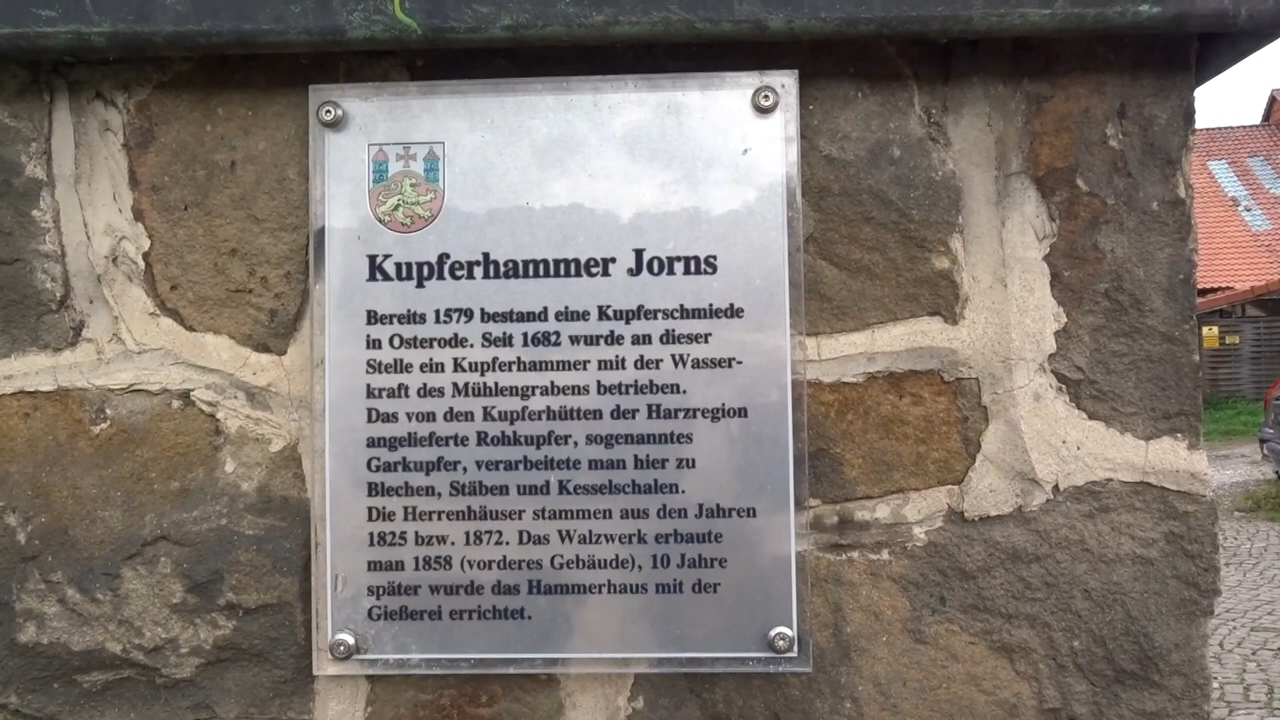 Kupferhammer Jorns
Bereits 1579 bestand eine Kupferschmiede
in Osterode. Seit 1682 wurde an dieser
Stelle ein Kupferhammer mit der Wasser-
kraft des Mühlengrabens betrieben.
Das von den Kupferhütten der Harzregion
angelieferte Rohkupfer, sogenanntes
Garkupfer, verarbeitete man hier zu
Blechen, Stäben und Kesselschalen.
Die Herrenhäuser stammen aus den Jahren
1825 bzw. 1872. Das Walzwerk erbaute
man 1858 (vorderes Gebäude), 10 Jahre
später wurde das Hammerhaus mit der
Gießerei errichtet.